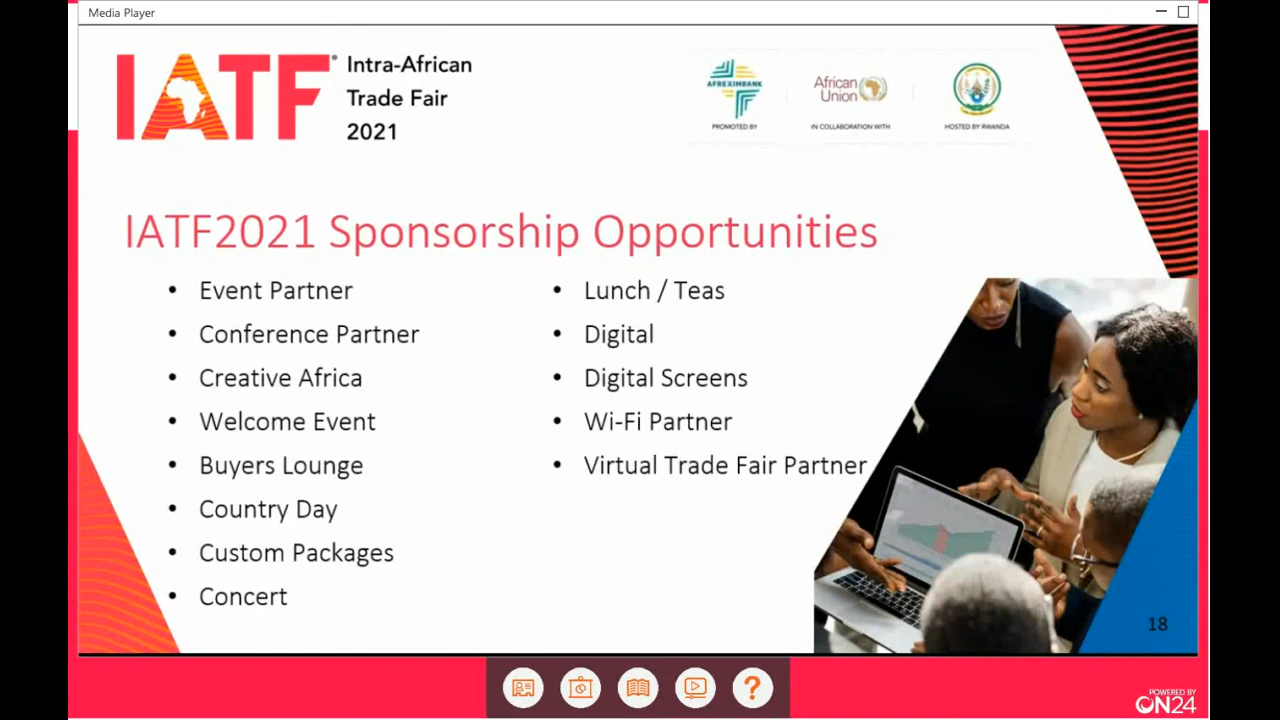 Media Player
IATF® Intra-African
Trade Fair
2021
AFREXIMBANK
PROMOTED BY
African
Union
IN COLLABORATION WITH
HOSTED BY RWANDA
IATF2021 Sponsorship Opportunities
• Event Partner
• Conference Partner
• Creative Africa
• Welcome Event
• Buyers Lounge
• Country Day
• Custom Packages
• Concert
• Lunch / Teas
• Digital
• Digital Screens
• Wi-Fi Partner
• Virtual Trade Fair Partner
18
?
POWERED BY
ON24